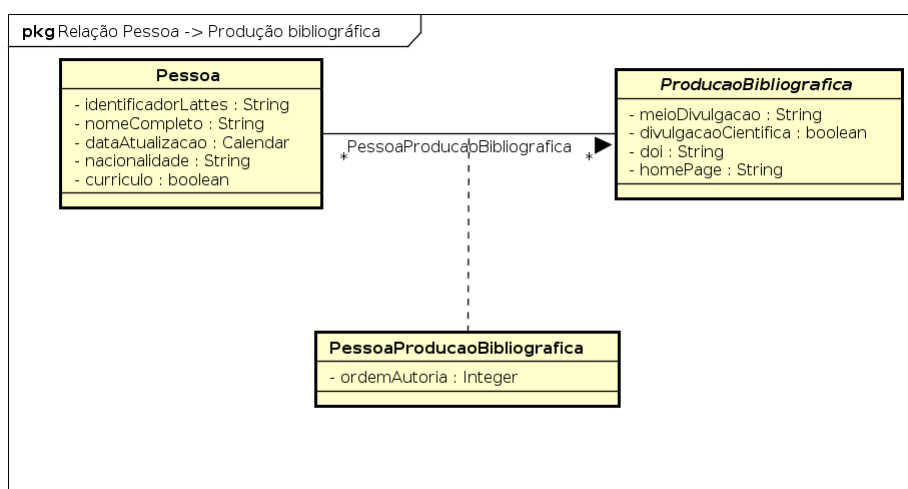 pkg Relação Pessoa -> Produção bibliográfica
Pessoa
- identificadorLattes : String
- nomeCompleto : String
- dataAtualizacao : Calendar
- nacionalidade : String
- curriculo : boolean
* PessoaProducaoBibliografica *
ProducaoBibliografica
- meioDivulgacao : String
- divulgacaoCientifica : boolean
- doi : String
- homePage : String
PessoaProducaoBibliografica
- ordemAutoria : Integer